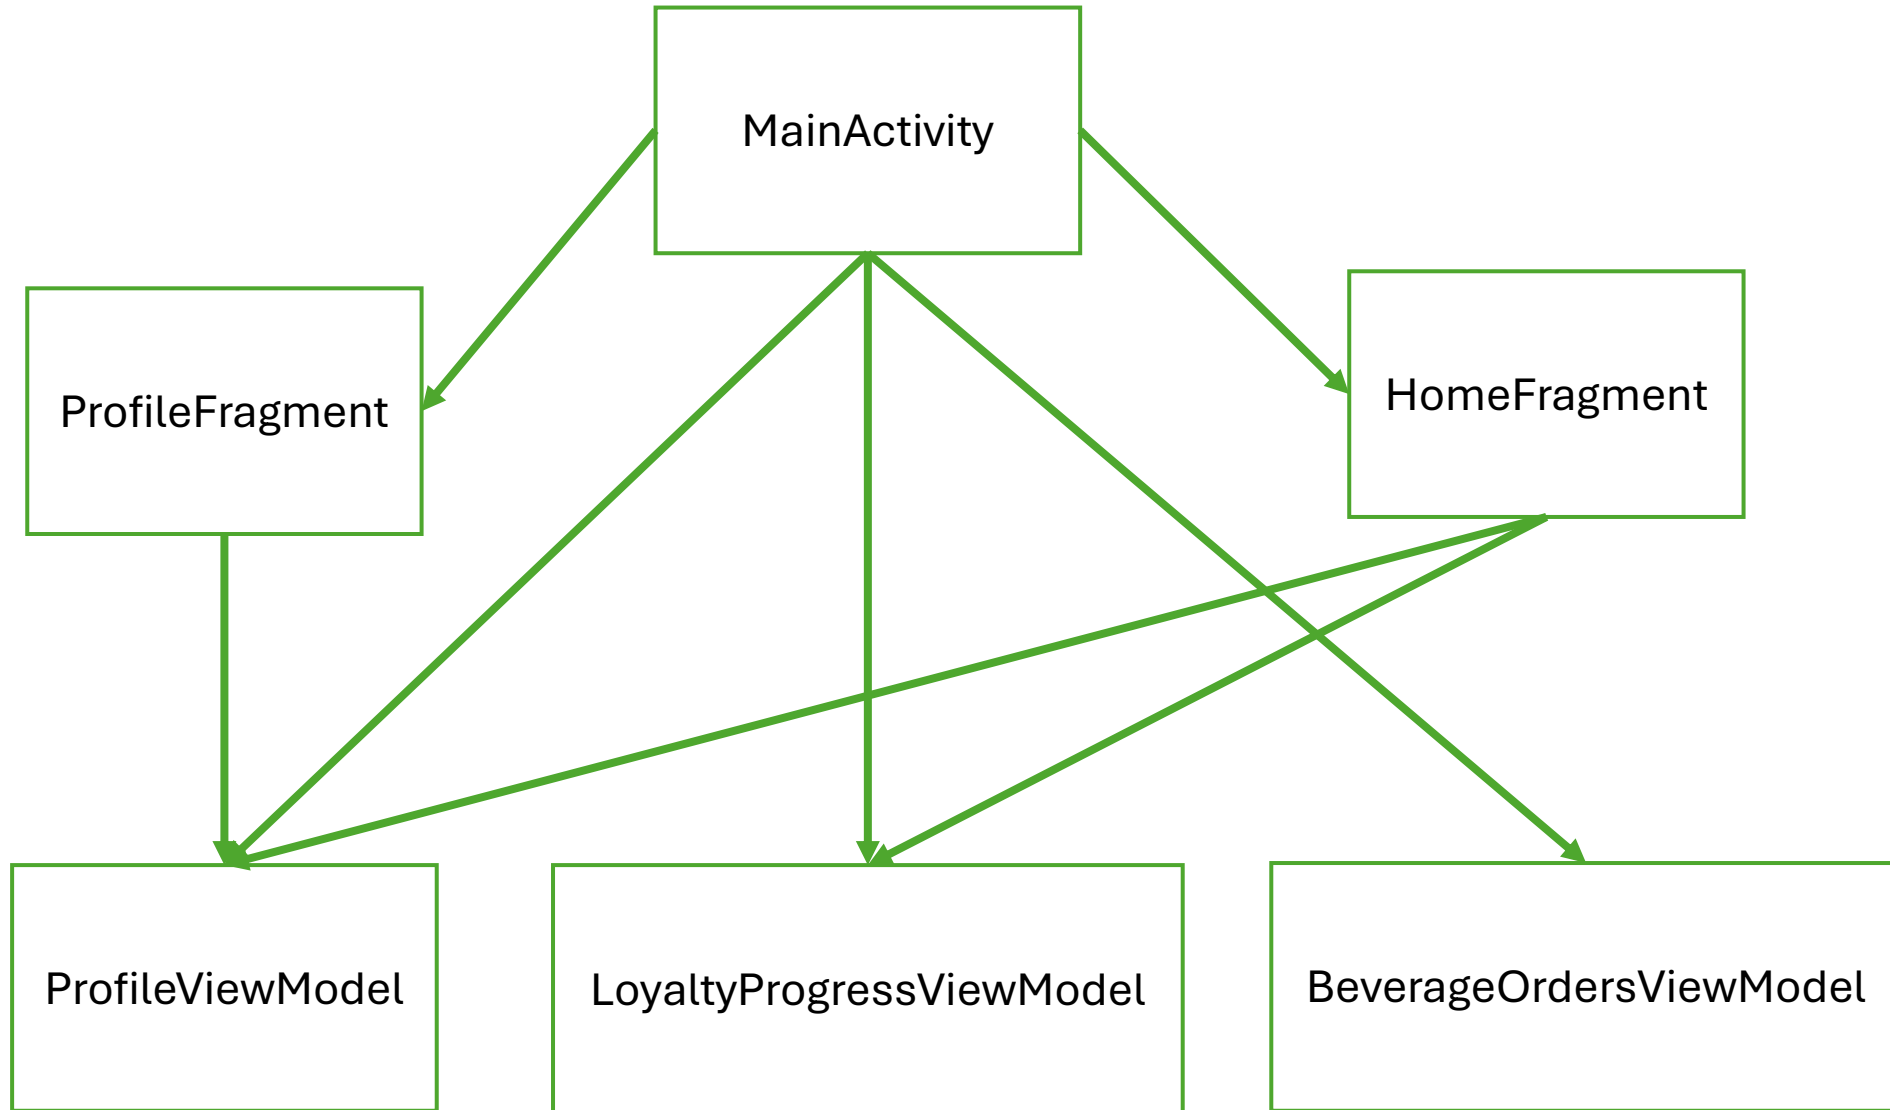 MainActivity
ProfileFragment
HomeFragment
ProfileViewModel
LoyaltyProgressViewModel
BeverageOrdersViewModel